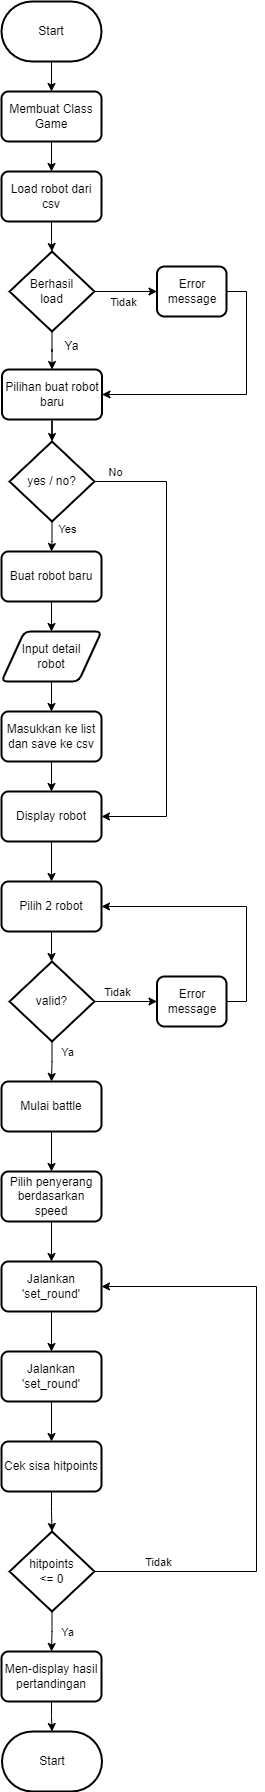 Start
Membuat Class
Game
Load robot dari
csv
Berhasil
load
Tidak
Error
message
Ya
Pilihan buat robot
baru
yes / no?
No
Yes
Buat robot baru
Input detail
robot
Masukkan ke list
dan save ke csv
Display robot
Pilih 2 robot
valid?
Tidak
Error
message
Ya
Mulai battle
Pilih penyerang
berdasarkan
speed
Jalankan
'set_round'
Jalankan
'set_round'
Cek sisa hitpoints
hitpoints
<= 0
Tidak
Ya
Men-display hasil
pertandingan
Start